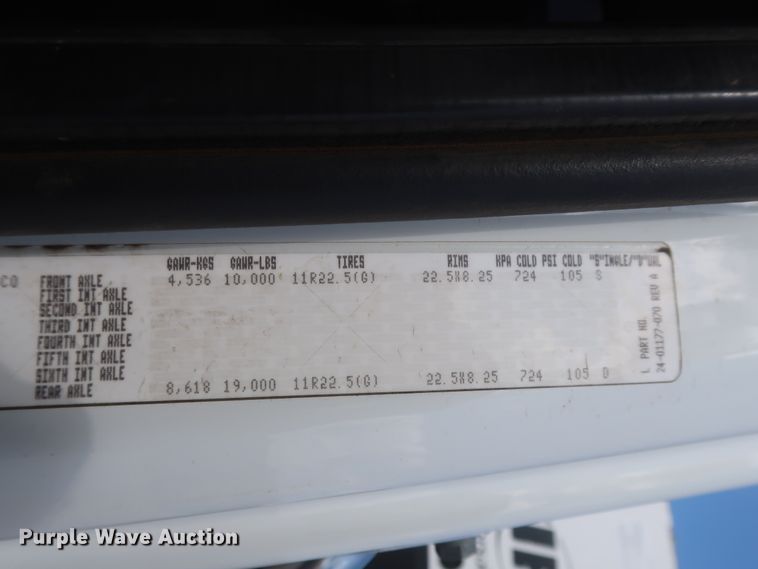 GAWR-KGS GAWR-LBS TIRES RIMS KPA COLD PSI COLD "S"INGLE/"D"UAL
CO FRONT AXLE 4,536 10,000 11R22.5(G) 22.5X8.25 724 105 S
FIRST INT AXLE
SECOND INT AXLE
THIRD INT AXLE
FOURTH INT AXLE
FIFTH INT AXLE
SIXTH INT AXLE
REAR AXLE 8,618 19,000 11R22.5(G) 22.5X8.25 724 105 D
L PART NO.
24-01177-070 REV A
Purple Wave Auction